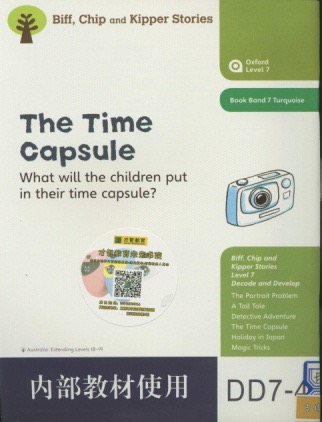 Biff, Chip and Kipper Stories
Oxford
Level 7
Book Band 7 Turquoise
The Time
Capsule
What will the children put
in their time capsule?
Biff, Chip and
Kipper Stories
Level 7
Decode and Develop
The Portrait Problem
A Tall Tale
Detective Adventure
The Time Capsule
Holiday in Japan
Magic Tricks
Australia: Extending Levels 18-19
内部教材使用
DD7-4